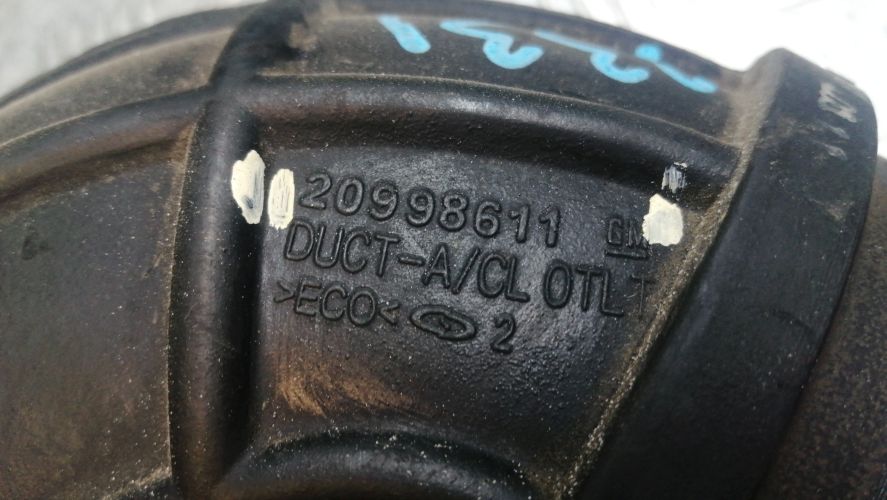 20998611 GM
DUCT-A/CL OTLT
>ECO< 2